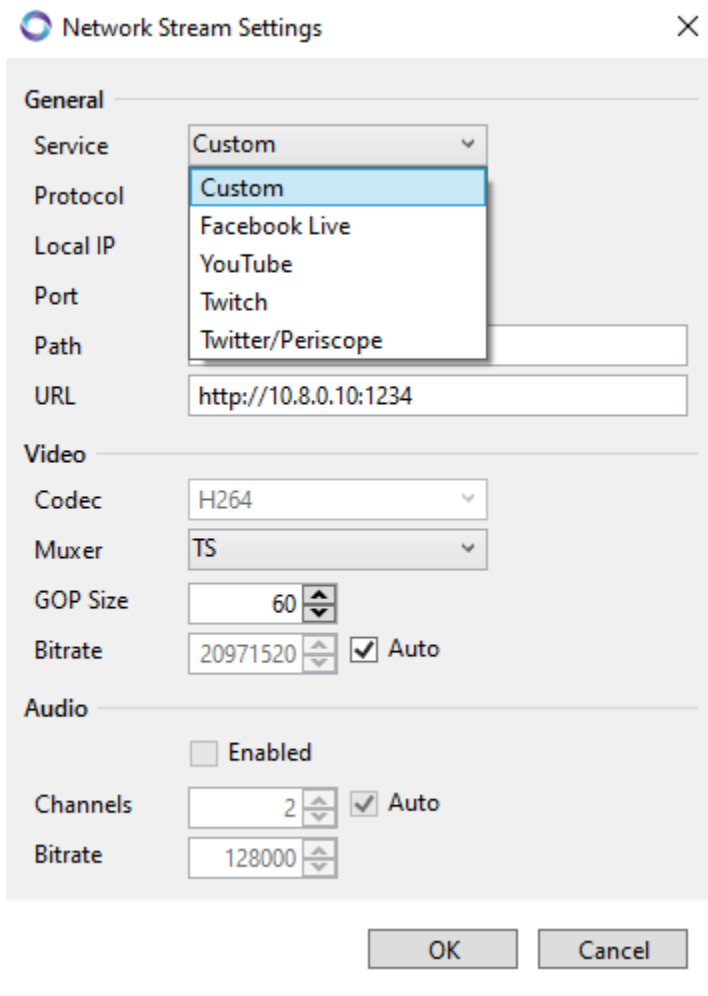 Network Stream Settings
General
Service Custom
Custom
Protocol
Facebook Live
Local IP
YouTube
Port
Twitch
Path
Twitter/Periscope
URL http://10.8.0.10:1234
Video
Codec H264
Muxer TS
GOP Size 60
Bitrate 20971520 Auto
Audio
Enabled
Channels 2 Auto
Bitrate 128000
OK Cancel